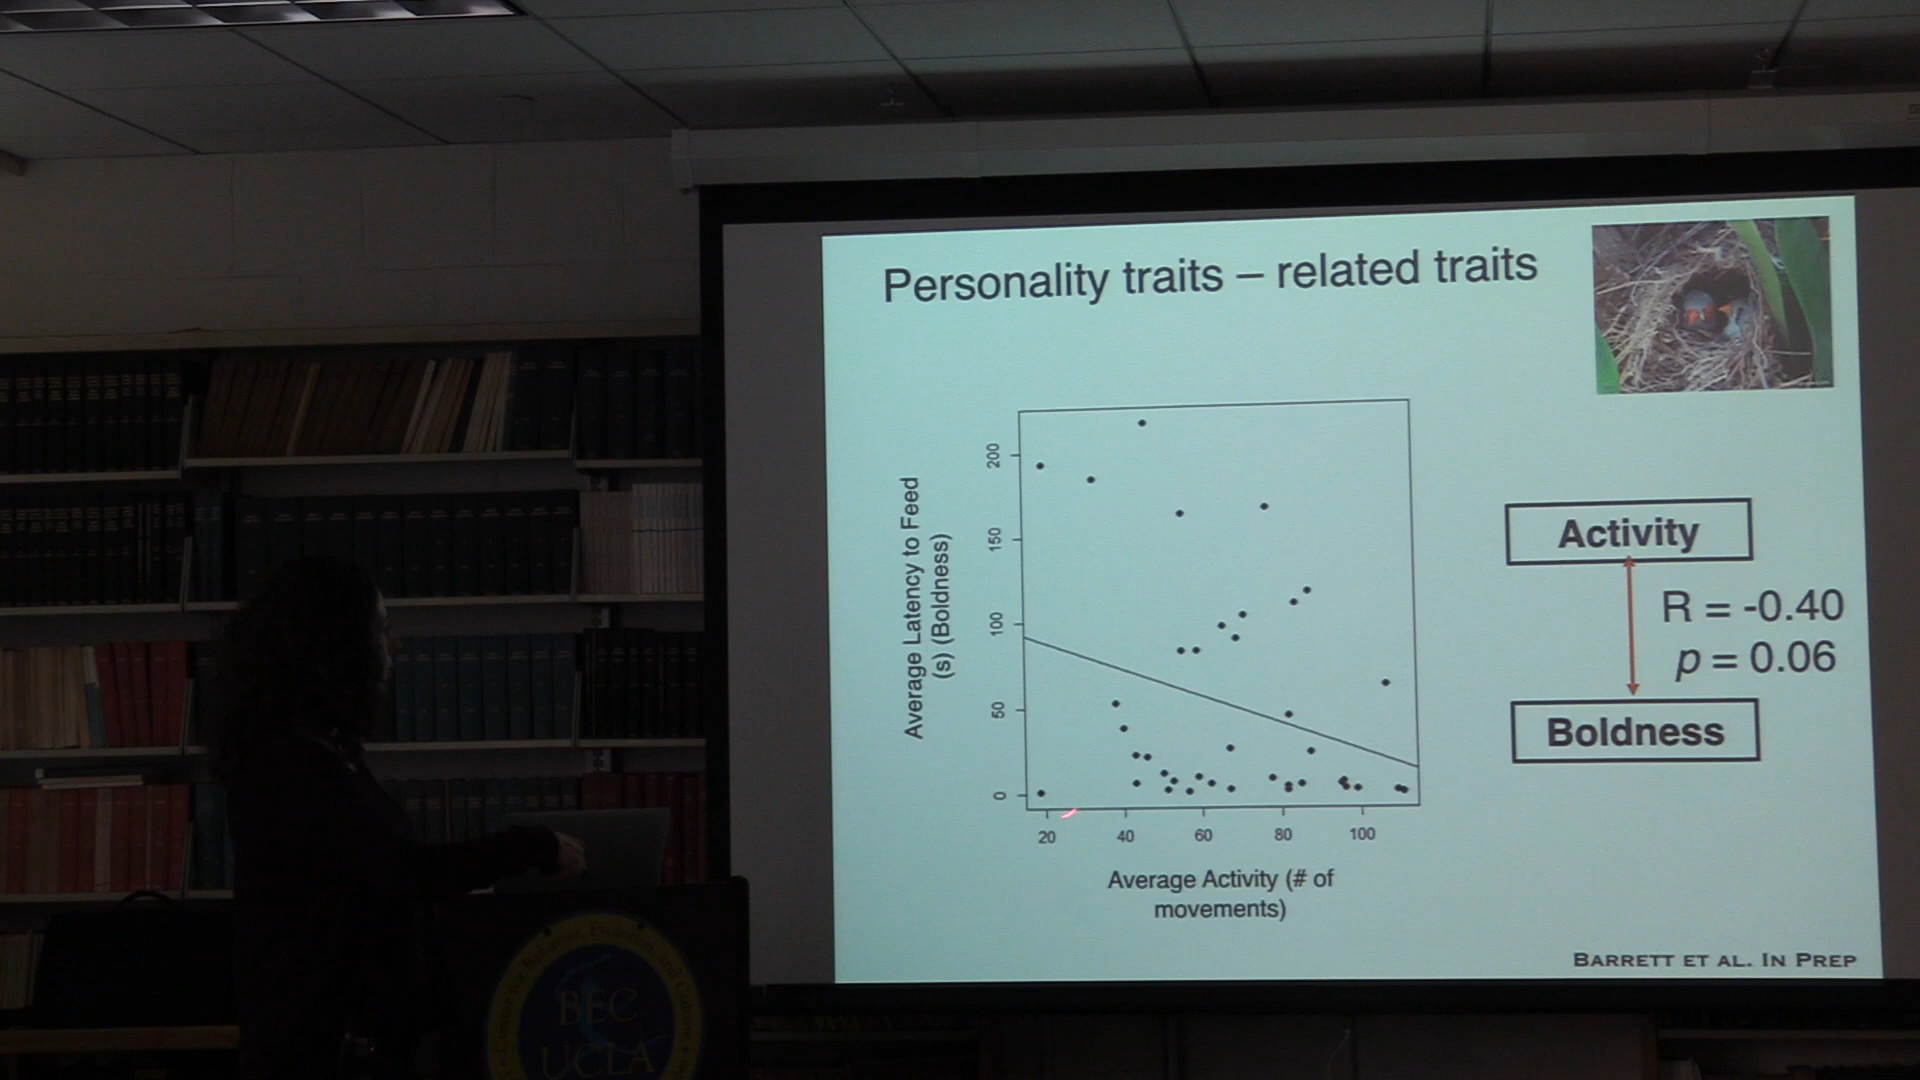 Personality traits – related traits
Average Latency to Feed
(s) (Boldness)
200
150
100
50
0
20 40 60 80 100
Average Activity (# of
movements)
Activity
R = -0.40
p = 0.06
Boldness
BARRETT ET AL. IN PREP
BEC
UCLA